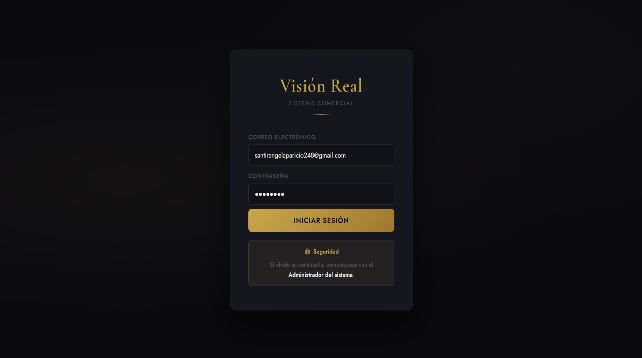 Visión Real
SISTEMA COMERCIAL
CORREO ELECTRÓNICO
santirangelaparicio248@gmail.com
CONTRASEÑA
●●●●●●●●
INICIAR SESIÓN
Seguridad
Si olvidó su contraseña, comuníquese con el
Administrador del sistema